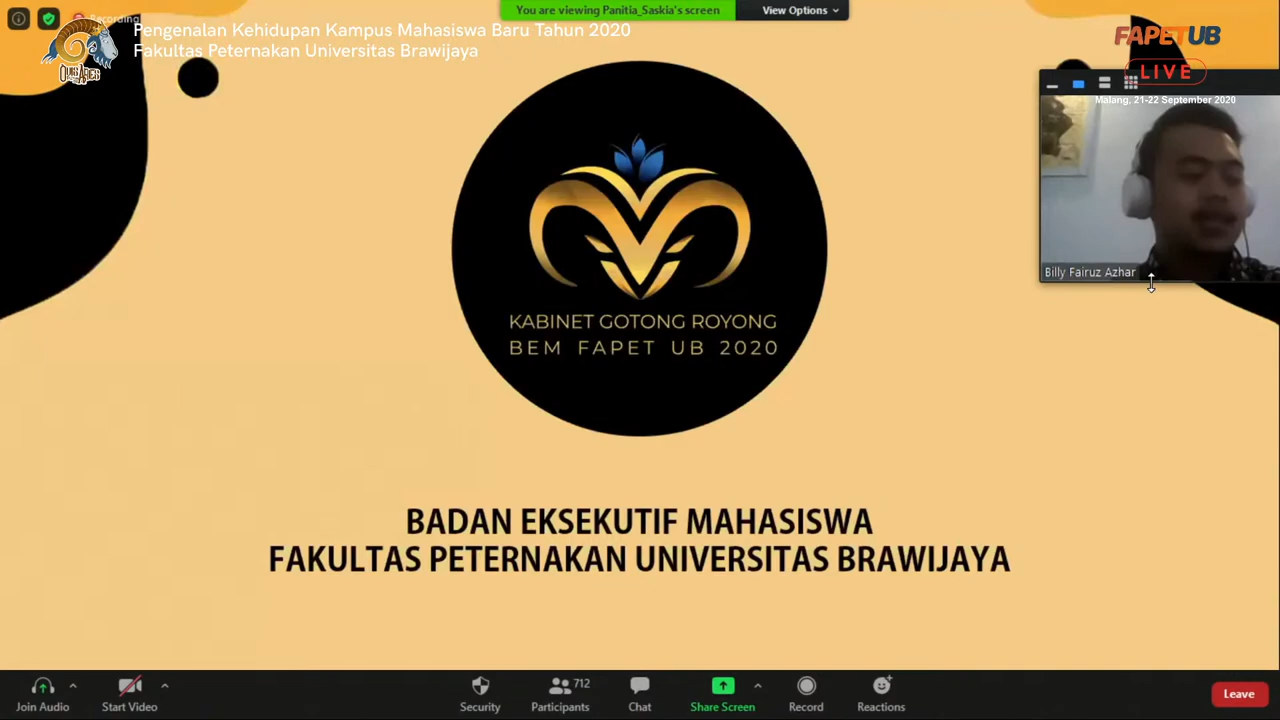 You are viewing Panitia_Saskia's screen
View Options
Recording
Pengenalan Kehidupan Kampus Mahasiswa Baru Tahun 2020
Fakultas Peternakan Universitas Brawijaya
FAPETUB
LIVE
Malang, 21-22 September 2020
Billy Fairuz Azhar
KABINET GOTONG ROYONG
BEM FAPET UB 2020
BADAN EKSEKUTIF MAHASISWA
FAKULTAS PETERNAKAN UNIVERSITAS BRAWIJAYA
Join Audio
Start Video
Security
Participants
712
Chat
Share Screen
Record
Reactions
Leave